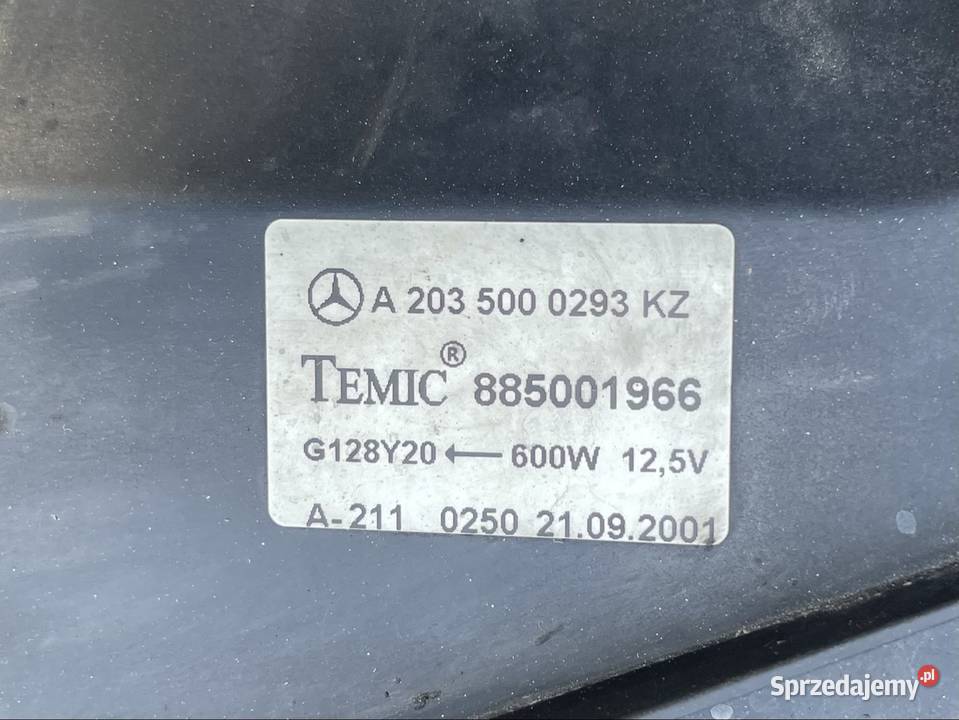 A 203 500 0293 KZ
TEMIC® 885001966
G128Y20 ← 600W 12,5V
A-211 0250 21.09.2001
Sprzedajemy.pl